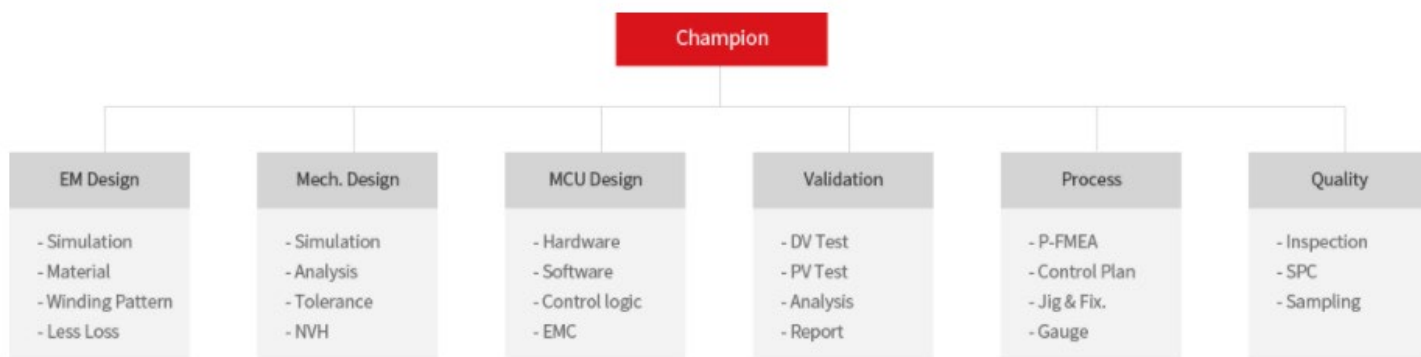 Champion
EM Design
- Simulation
- Material
- Winding Pattern
- Less Loss
Mech. Design
- Simulation
- Analysis
- Tolerance
- NVH
MCU Design
- Hardware
- Software
- Control logic
- EMC
Validation
- DV Test
- PV Test
- Analysis
- Report
Process
- P-FMEA
- Control Plan
- Jig & Fix.
- Gauge
Quality
- Inspection
- SPC
- Sampling